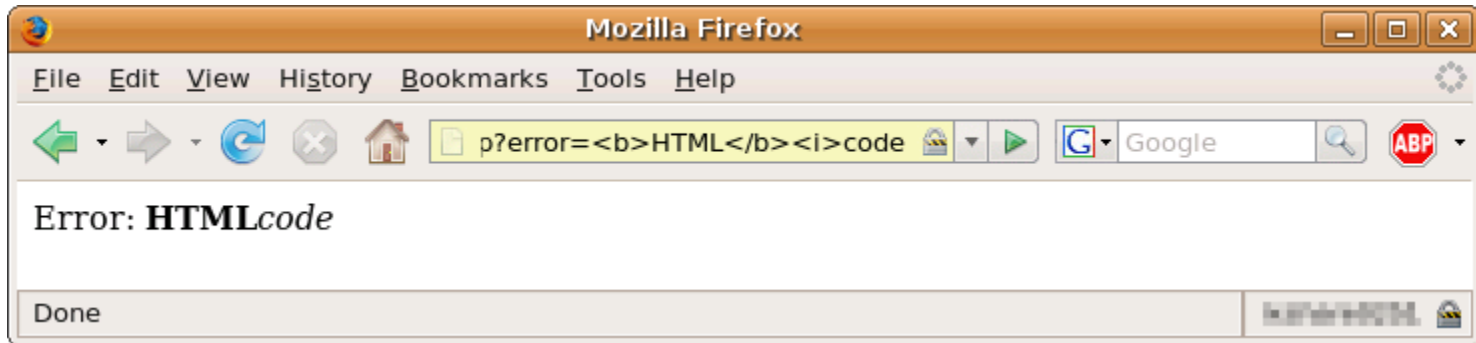 Mozilla Firefox
File Edit View History Bookmarks Tools Help
p?error=<b>HTML</b><i>code G Google ABP
Error: HTMLcode
Done